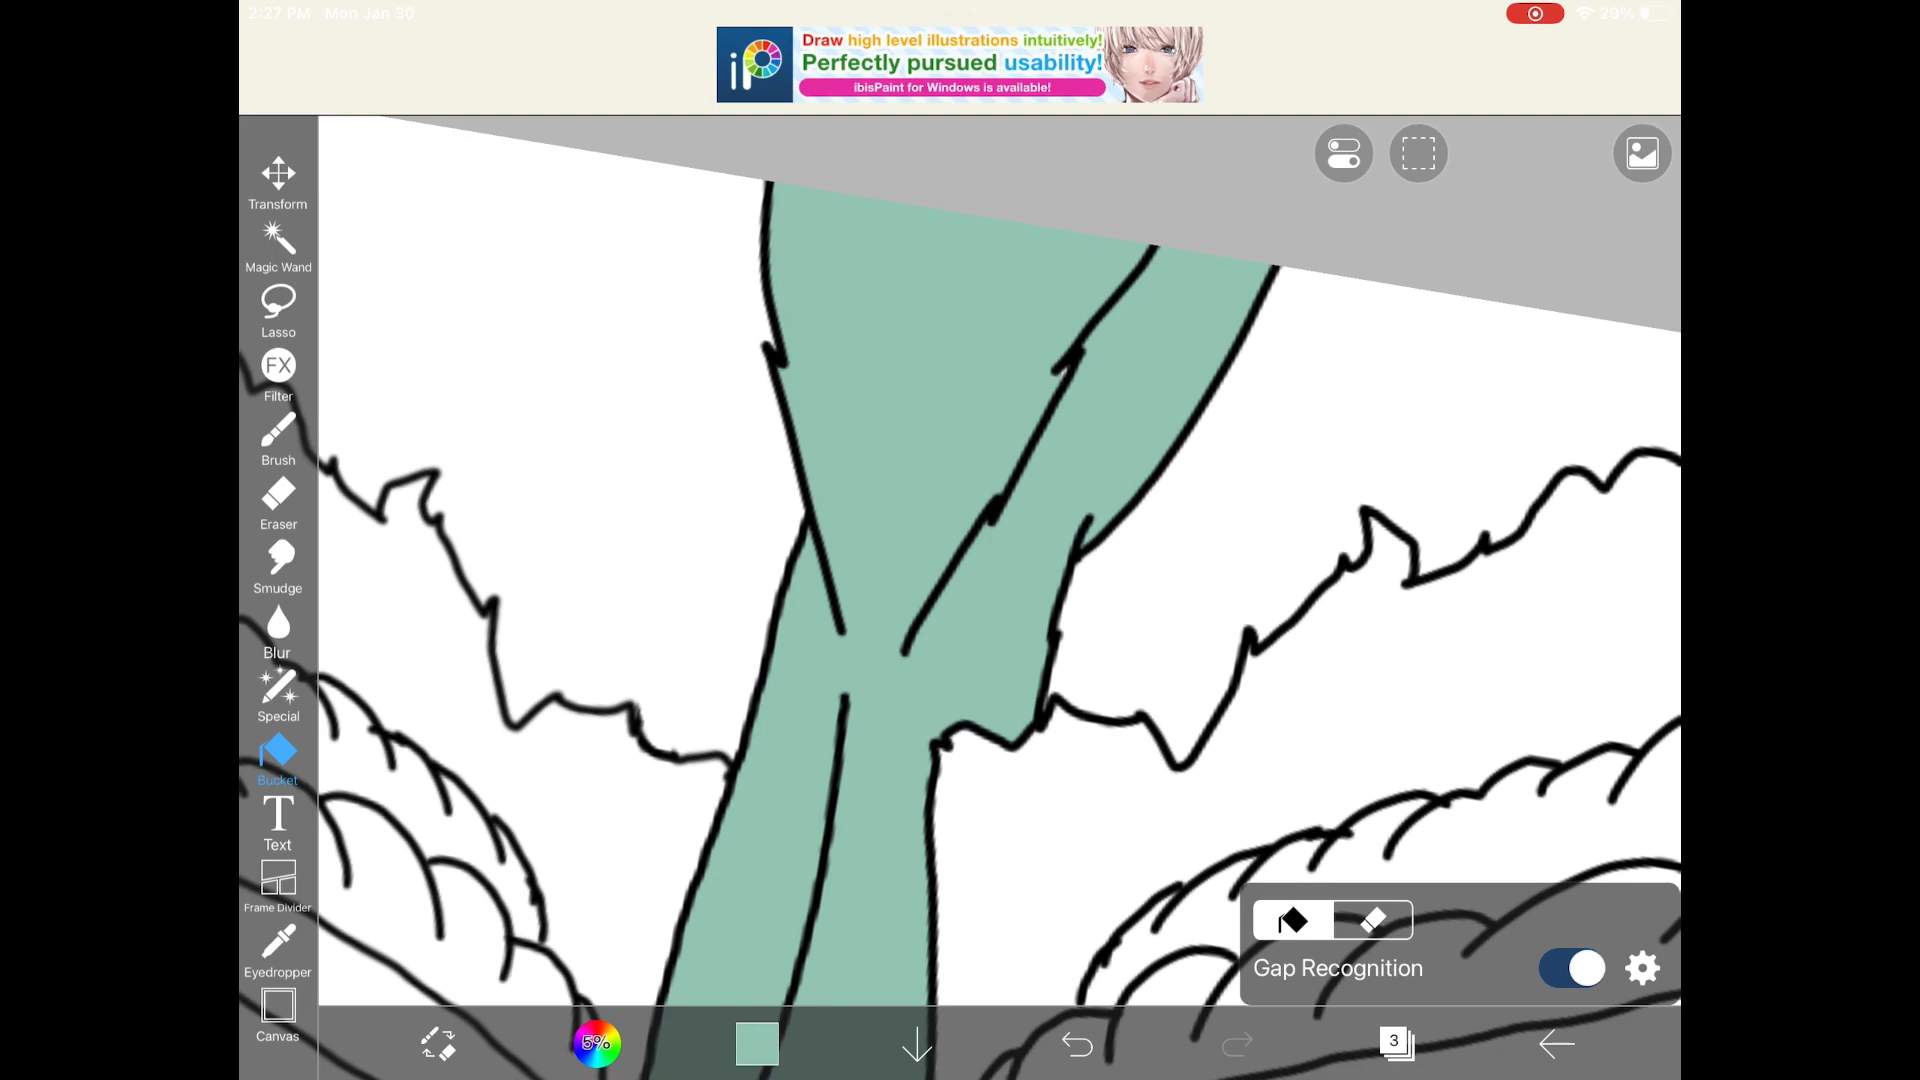 2:27 PM Mon Jan 30
29%
iP
Draw high level illustrations intuitively!
Perfectly pursued usability!
ibisPaint for Windows is available!
Transform
Magic Wand
Lasso
FX
Filter
Brush
Eraser
Smudge
Blur
Special
Bucket
T
Text
Frame Divider
Eyedropper
Canvas
Gap Recognition
5%
3